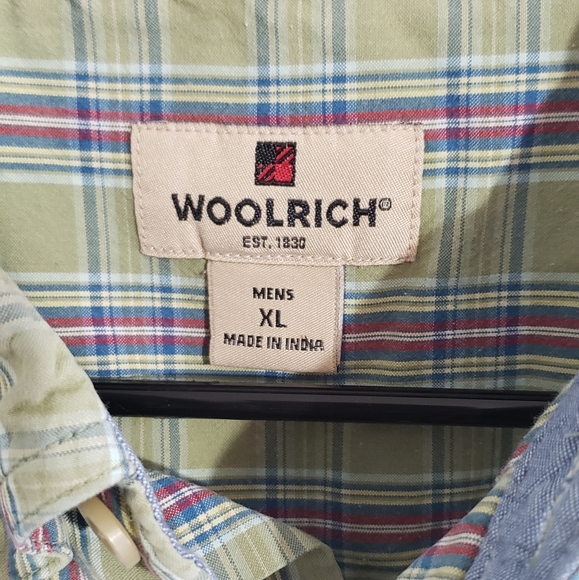 WOOLRICH®
EST. 1830
MENS
XL
MADE IN INDIA